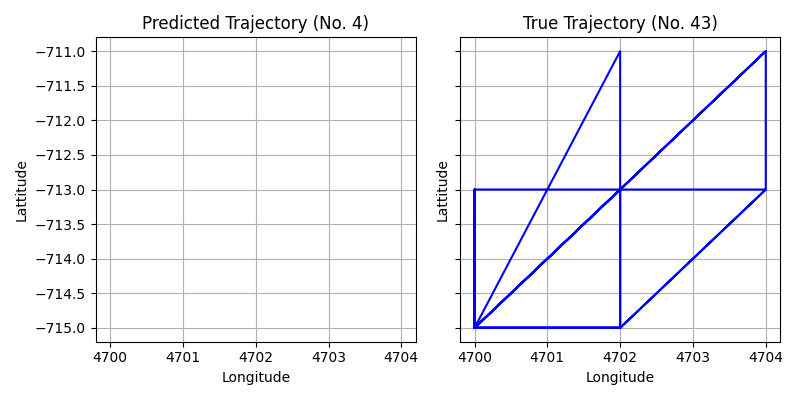 Predicted Trajectory (No. 4)
True Trajectory (No. 43)
−711.0
−711.5
−712.0
−712.5
−713.0
−713.5
−714.0
−714.5
−715.0
Lattitude
Lattitude
4700 4701 4702 4703 4704
4700 4701 4702 4703 4704
Longitude
Longitude